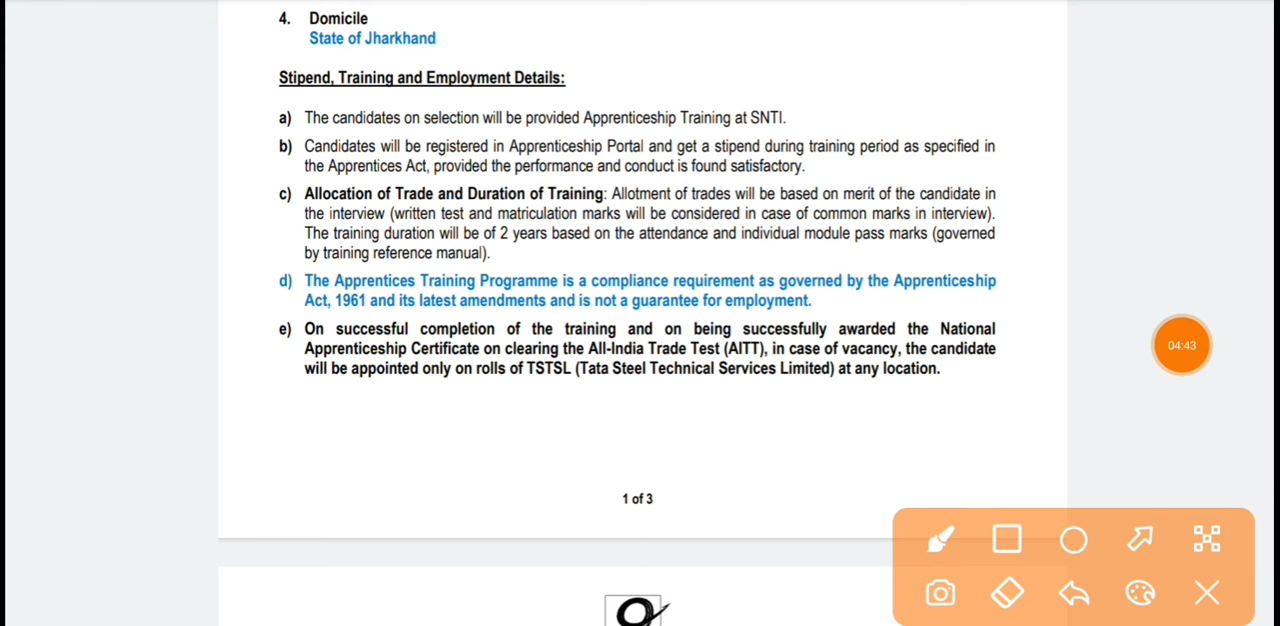 4. Domicile
State of Jharkhand
Stipend, Training and Employment Details:
a) The candidates on selection will be provided Apprenticeship Training at SNTI.
b) Candidates will be registered in Apprenticeship Portal and get a stipend during training period as specified in
the Apprentices Act, provided the performance and conduct is found satisfactory.
c) Allocation of Trade and Duration of Training: Allotment of trades will be based on merit of the candidate in
the interview (written test and matriculation marks will be considered in case of common marks in interview).
The training duration will be of 2 years based on the attendance and individual module pass marks (governed
by training reference manual).
d) The Apprentices Training Programme is a compliance requirement as governed by the Apprenticeship
Act, 1961 and its latest amendments and is not a guarantee for employment.
e) On successful completion of the training and on being successfully awarded the National
Apprenticeship Certificate on clearing the All-India Trade Test (AITT), in case of vacancy, the candidate
will be appointed only on rolls of TSTSL (Tata Steel Technical Services Limited) at any location.
04:43
1 of 3